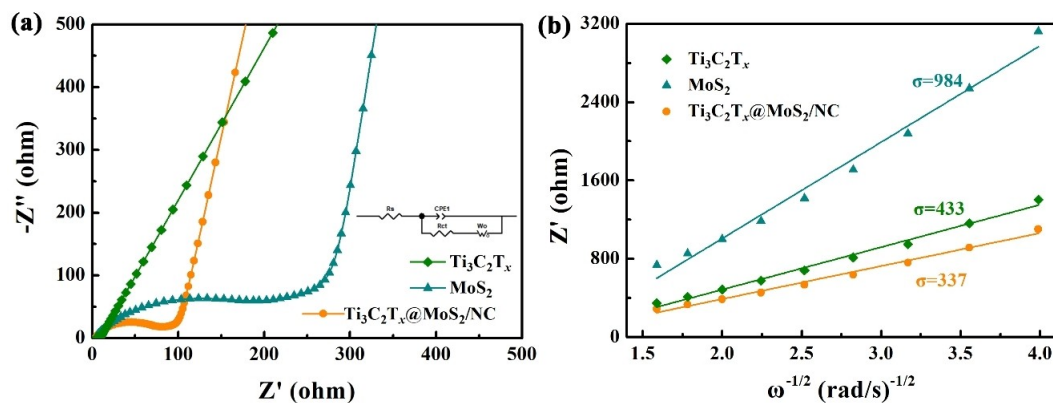 (a)
500
400
300
200
100
0
-Z" (ohm)
0 100 200 300 400 500
Z' (ohm)
Rs CPE1
Rct Wo
Ti₃C₂Tₓ
MoS₂
Ti₃C₂Tₓ@MoS₂/NC
(b)
3200
2400
1600
800
0
Z' (ohm)
1.5 2.0 2.5 3.0 3.5 4.0
ω⁻¹/² (rad/s)⁻¹/²
Ti₃C₂Tₓ
MoS₂
Ti₃C₂Tₓ@MoS₂/NC
σ=984
σ=433
σ=337